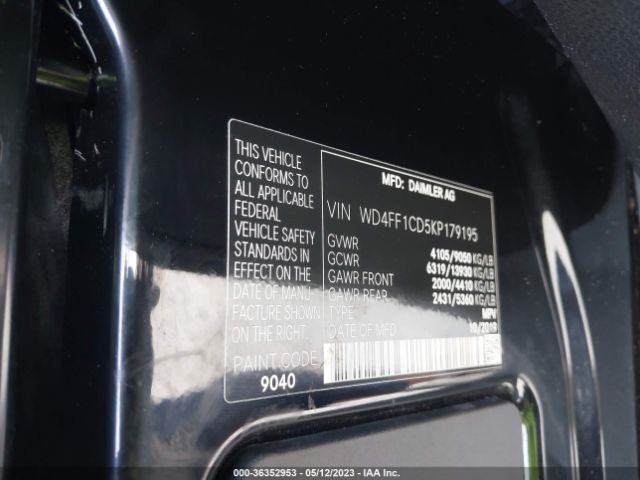 THIS VEHICLE
CONFORMS TO
ALL APPLICABLE
FEDERAL
VEHICLE SAFETY
STANDARDS IN
EFFECT ON THE
DATE OF MANU-
FACTURE SHOWN
ON THE RIGHT.
PAINT CODE
9040
MFD: DAIMLER AG
VIN WD4FF1CD5KP179195
GVWR 4105/9050 KG/LB
GCWR 6319/13930 KG/LB
GAWR FRONT 2000/4410 KG/LB
GAWR REAR 2431/5360 KG/LB
TYPE MPV
DATE OF MFD 10/2019
000-36352953 - 05/12/2023 - IAA Inc.